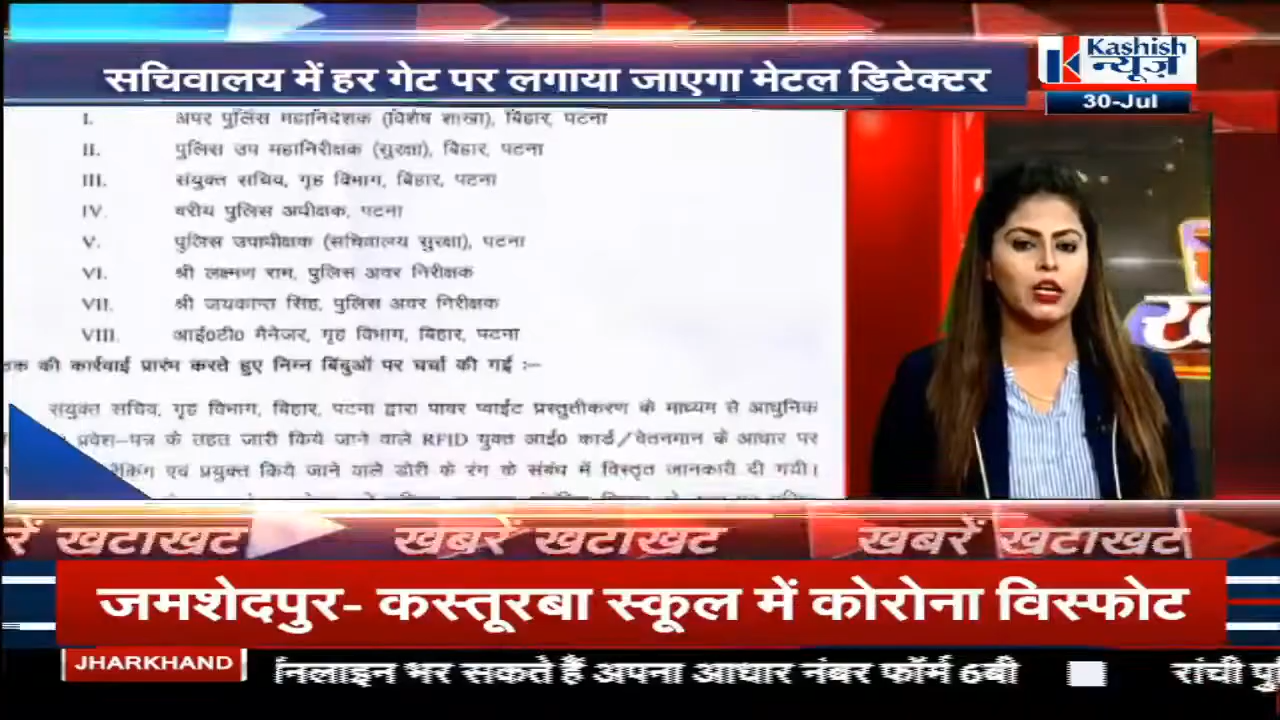 सचिवालय में हर गेट पर लगाया जाएगा मेटल डिटेक्टर
Kashish
न्यूज़
30-Jul
I. अपर पुलिस महानिदेशक (विशेष शाखा), बिहार, पटना
II. पुलिस उप महानिरीक्षक (सुरक्षा), बिहार, पटना
III. संयुक्त सचिव, गृह विभाग, बिहार, पटना
IV. वरीय पुलिस अधीक्षक, पटना
V. पुलिस उपाधीक्षक (सचिवालय सुरक्षा), पटना
VI. श्री लक्ष्मण राम, पुलिस अवर निरीक्षक
VII. श्री जयकान्त सिंह, पुलिस अवर निरीक्षक
VIII. आई०टी० मैनेजर, गृह विभाग, बिहार, पटना
की कार्रवाई प्रारंभ करते हुए निम्न बिंदुओं पर चर्चा की गई :–
संयुक्त सचिव, गृह विभाग, बिहार, पटना द्वारा पावर प्वाईंट प्रस्तुतीकरण के माध्यम से आधुनिक
प्रवेश–पत्र के तहत जारी किये जाने वाले RFID युक्त आई० कार्ड/वेतनमान के आधार पर
एवं प्रयुक्त किये जाने वाले डोरी के रंग के संबंध में विस्तृत जानकारी दी गयी।
रें खटाखट खबरें खटाखट खबरें खटाखट
जमशेदपुर- कस्तूरबा स्कूल में कोरोना विस्फोट
JHARKHAND
नलाइन भर सकते हैं अपना आधार नंबर फॉर्म 6बी रांची पु